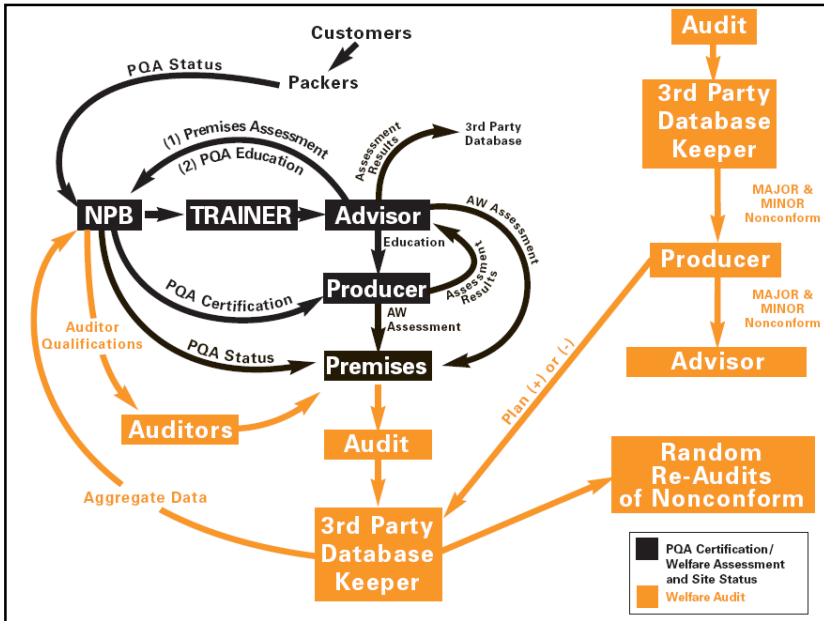 Customers
Packers
PQA Status
(1) Premises Assessment
(2) PQA Education
Assessment
Results
3rd Party
Database
NPB
TRAINER
Advisor
AW Assessment
Education
Assessment
Results
Producer
PQA Certification
AW
Assessment
PQA Status
Premises
Auditor
Qualifications
Auditors
Audit
Aggregate Data
3rd Party
Database
Keeper
Audit
3rd Party
Database
Keeper
MAJOR &
MINOR
Nonconform
Producer
MAJOR &
MINOR
Nonconform
Advisor
Plan (+) or (-)
Random
Re-Audits
of Nonconform
PQA Certification/
Welfare Assessment
and Site Status
Welfare Audit